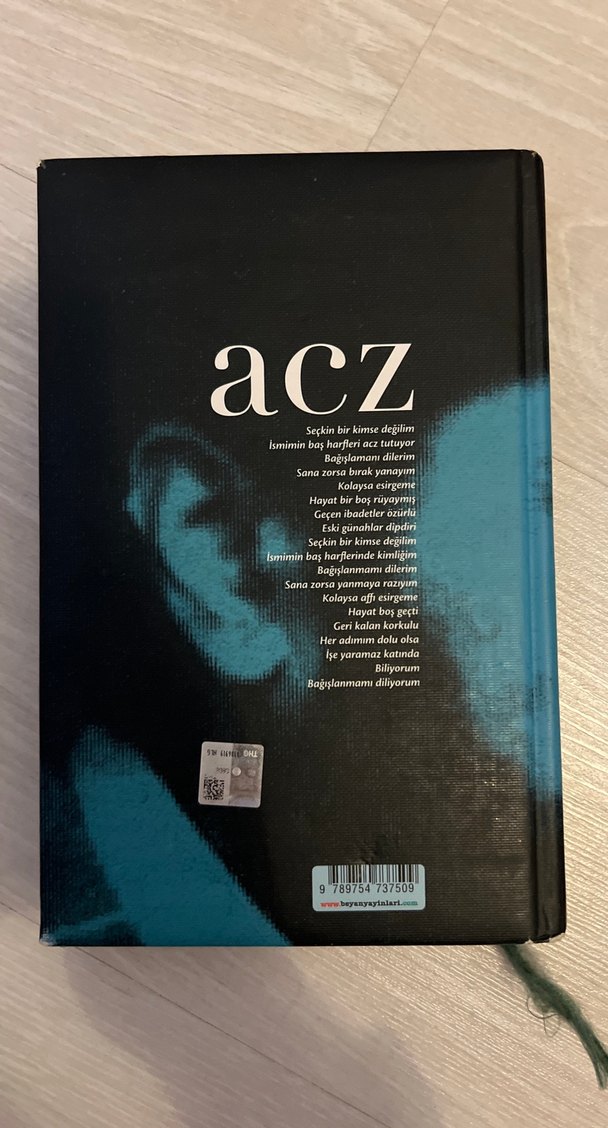 acz
Seçkin bir kimse değilim
İsmimin baş harfleri acz tutuyor
Bağışlamanı dilerim
Sana zorsa bırak yanayım
Kolaysa esirgeme
Hayat bir boş rüyaymış
Geçen ibadetler özürlü
Eski günahlar dipdiri
Seçkin bir kimse değilim
İsmimin baş harflerinde kimliğim
Bağışlanmamı dilerim
Sana zorsa yanmaya razıyım
Kolaysa affı esirgeme
Hayat boş geçti
Geri kalan korkulu
Her adımım dolu olsa
İşe yaramaz katında
Biliyorum
Bağışlanmamı diliyorum
9 789754 737509
www.beyanyayinlari.com